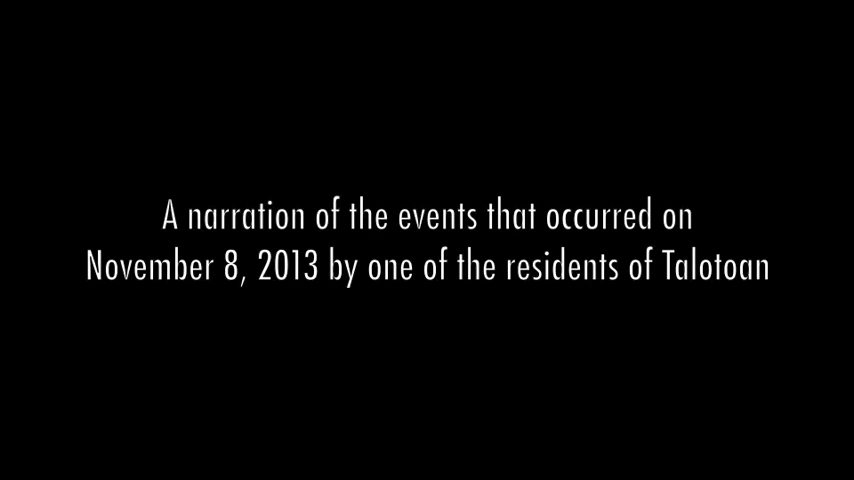 A narration of the events that occurred on
November 8, 2013 by one of the residents of Talotoan